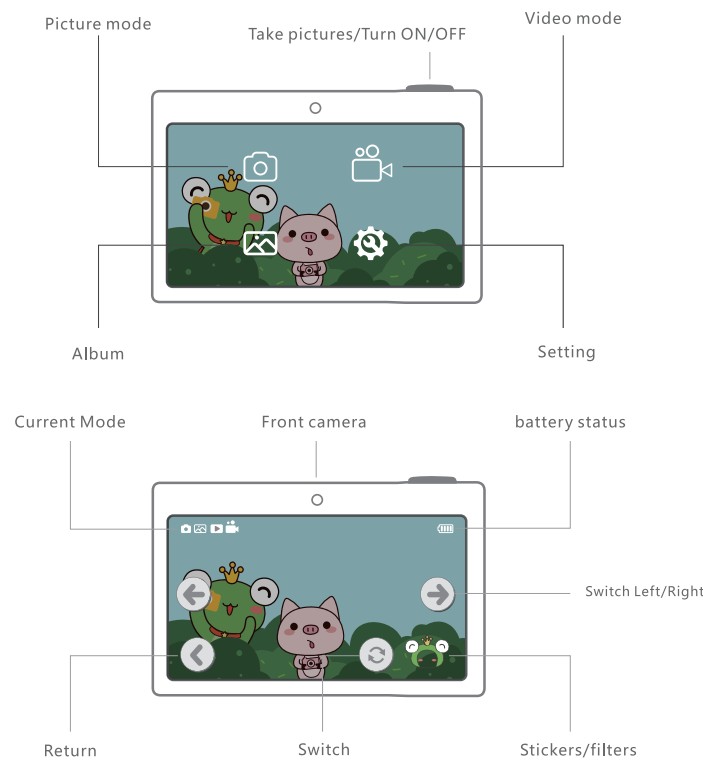 Picture mode
Take pictures/Turn ON/OFF
Video mode
Album
Setting
Current Mode
Front camera
battery status
Switch Left/Right
Return
Switch
Stickers/filters